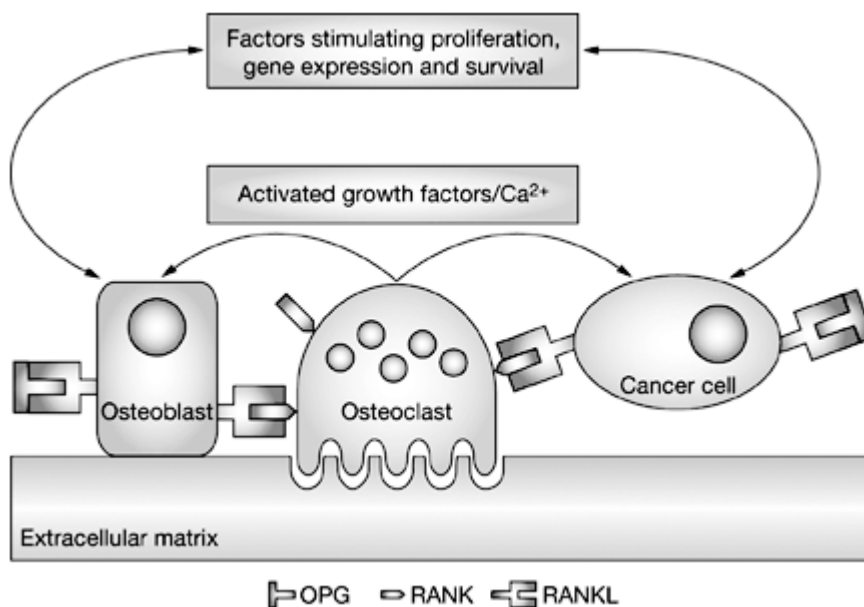 Factors stimulating proliferation,
gene expression and survival
Activated growth factors/Ca²⁺
Osteoblast
Osteoclast
Cancer cell
Extracellular matrix
OPG RANK RANKL